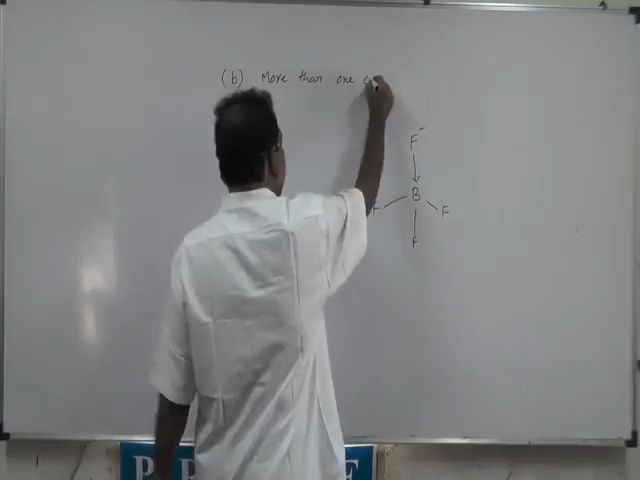 (b) More than one
F⁻
↓
F — B — F
|
F